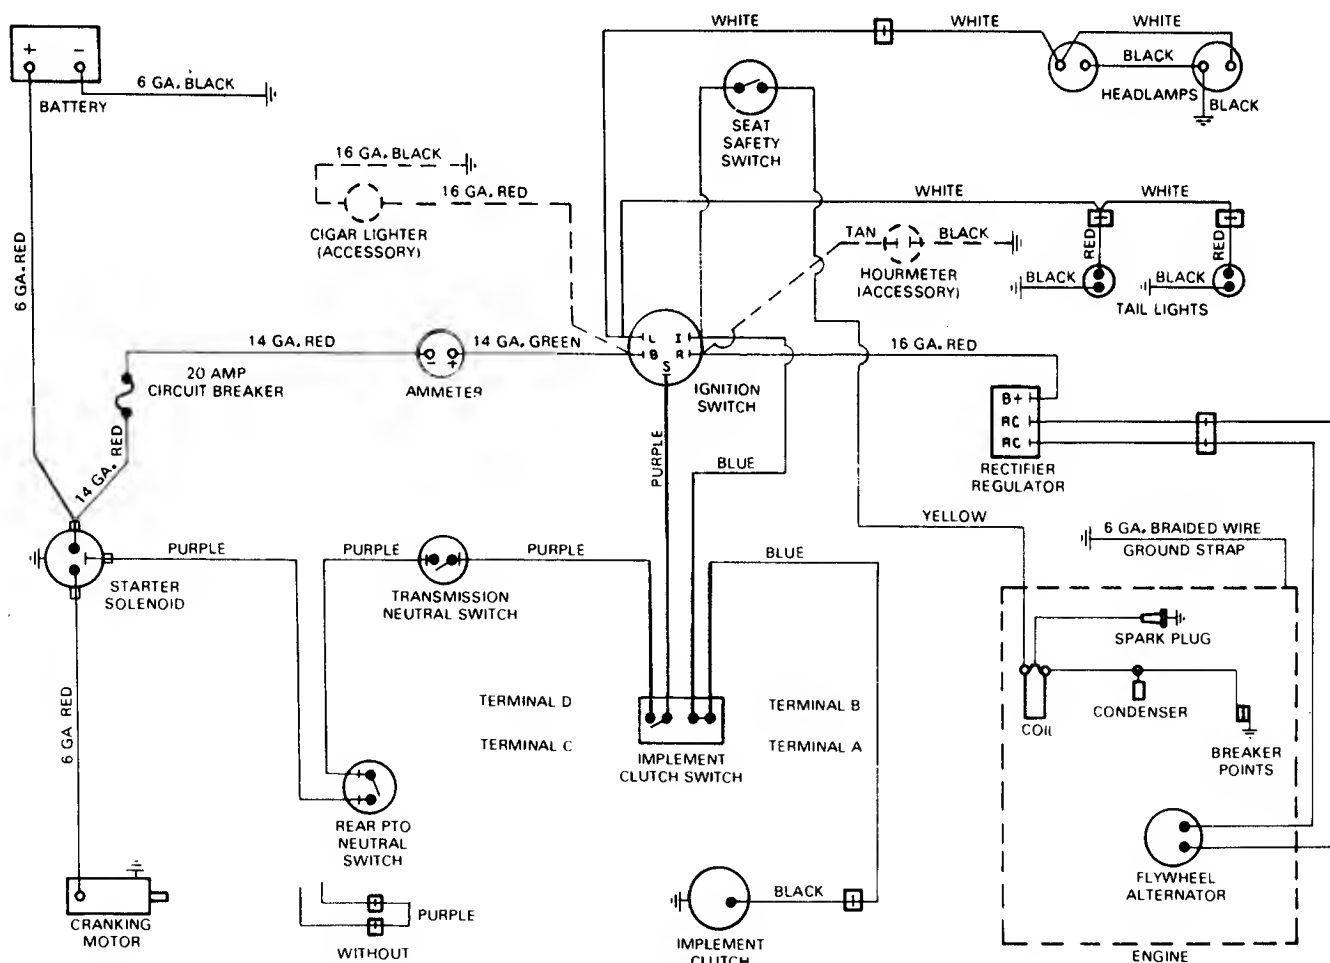 WHITE
WHITE
WHITE
+
−
BLACK
6 GA. BLACK
BATTERY
HEADLAMPS
BLACK
SEAT
SAFETY
SWITCH
16 GA. BLACK
16 GA. RED
WHITE
WHITE
CIGAR LIGHTER
(ACCESSORY)
TAN
BLACK
RED
RED
6 GA. RED
HOURMETER
(ACCESSORY)
BLACK
BLACK
TAIL LIGHTS
14 GA. RED
14 GA. GREEN
L
I
B
R
S
16 GA. RED
20 AMP
CIRCUIT BREAKER
−
+
AMMETER
IGNITION
SWITCH
B+
RC
RC
14 GA. RED
PURPLE
BLUE
RECTIFIER
REGULATOR
YELLOW
6 GA. BRAIDED WIRE
GROUND STRAP
PURPLE
PURPLE
PURPLE
BLUE
STARTER
SOLENOID
TRANSMISSION
NEUTRAL SWITCH
SPARK PLUG
6 GA RED
TERMINAL D
TERMINAL B
CONDENSER
COIL
TERMINAL C
TERMINAL A
IMPLEMENT
CLUTCH SWITCH
BREAKER
POINTS
REAR PTO
NEUTRAL
SWITCH
FLYWHEEL
ALTERNATOR
BLACK
PURPLE
CRANKING
MOTOR
WITHOUT
IMPLEMENT
CLUTCH
ENGINE